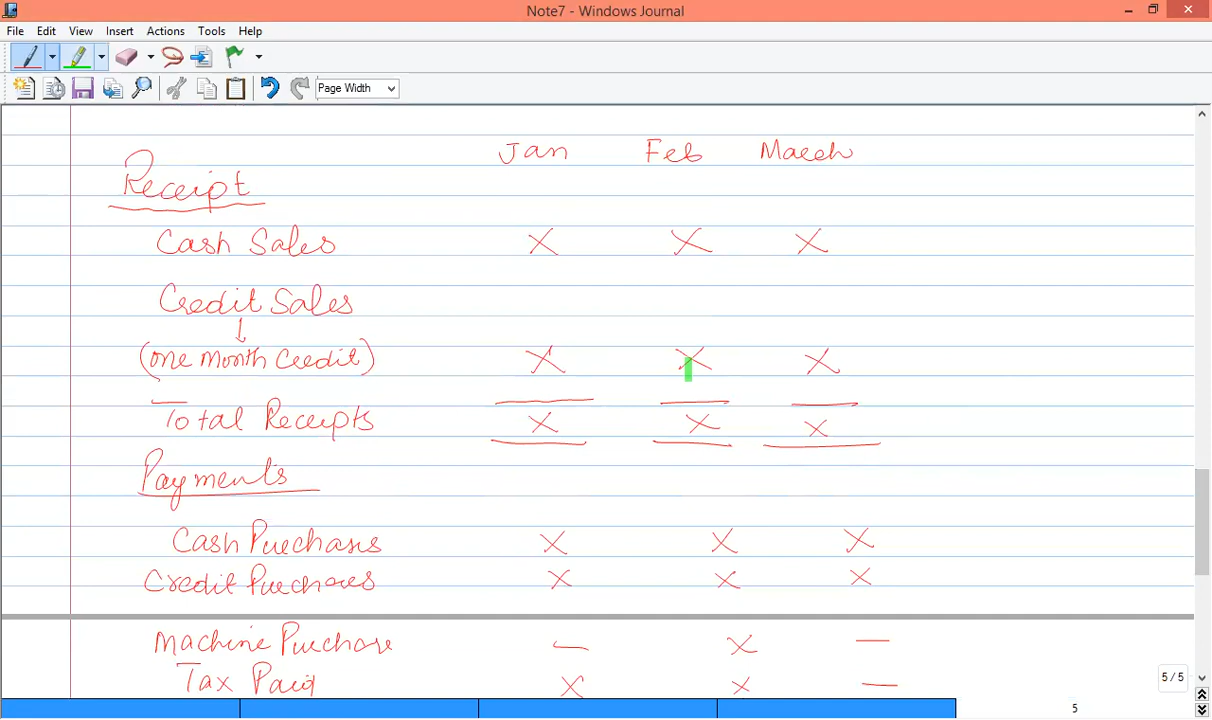 Note7 - Windows Journal
File Edit View Insert Actions Tools Help
Page Width
Jan Feb March
Receipt
Cash Sales X X X
Credit Sales
(one month Credit) X X X
Total Receipts X X X
Payments
Cash Purchases X X X
Credit Purchases X X X
Machine Purchase — X —
Tax Paid X X —
5/5
5